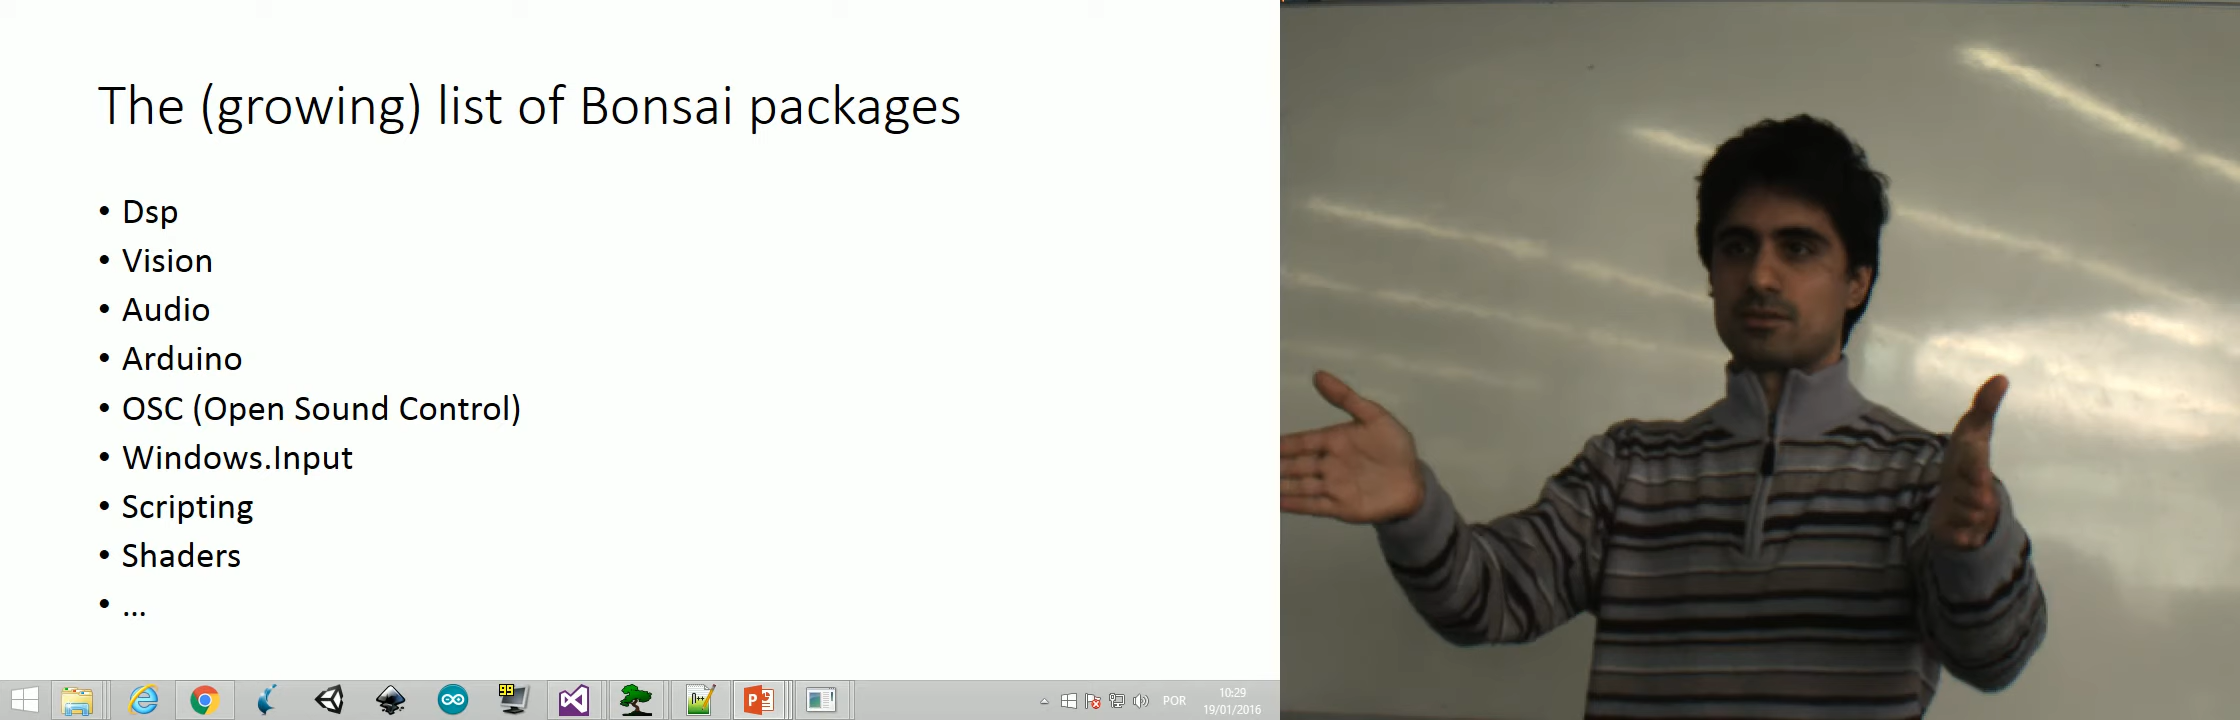 The (growing) list of Bonsai packages
• Dsp
• Vision
• Audio
• Arduino
• OSC (Open Sound Control)
• Windows.Input
• Scripting
• Shaders
• ...
99
POR
10:29
19/01/2016